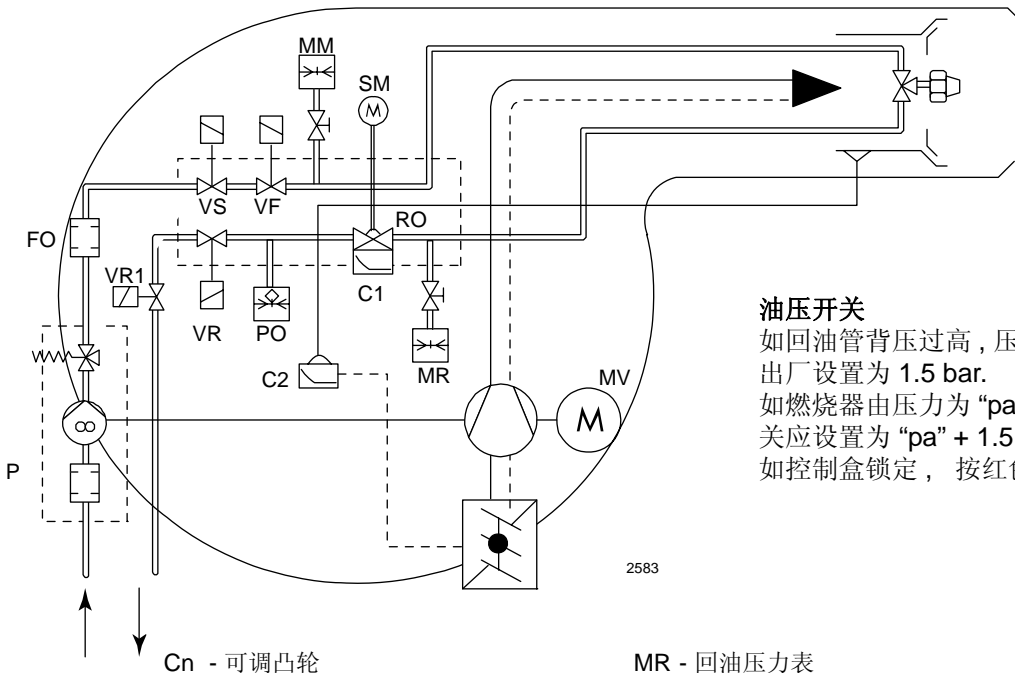 MM
SM
M
VS
VF
FO
RO
VR1
C1
VR
PO
C2
MR
MV
M
P
油压开关
如回油管背压过高，压
出厂设置为 1.5 bar.
如燃烧器由压力为 “pa
关应设置为 “pa” + 1.5
如控制盒锁定， 按红
2583
Cn - 可调凸轮
MR - 回油压力表